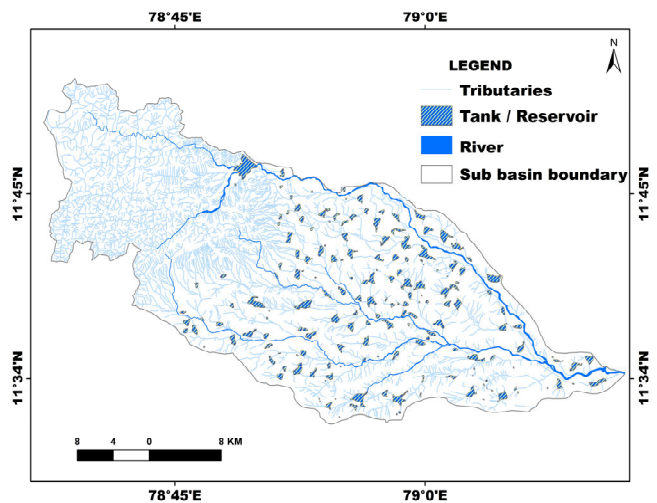 78°45'E 79°0'E
N
LEGEND
Tributaries
Tank / Reservoir
River
Sub basin boundary
11°45'N 11°45'N
11°34'N 11°34'N
8 4 0 8 KM
78°45'E 79°0'E